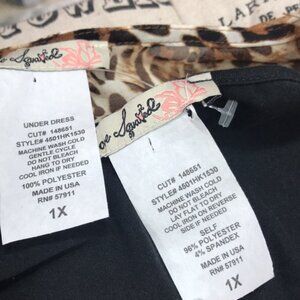 TOWER
UNDER DRESS
CUT# 148651
STYLE# 4501HK1530
MACHINE WASH COLD
GENTLE CYCLE
DO NOT BLEACH
HANG TO DRY
COOL IRON IF NEEDED
100% POLYESTER
MADE IN USA
RN# 57911
1X
CUT# 148651
STYLE# 4501HK1530
MACHINE WASH COLD
DO NOT BLEACH
LAY FLAT TO DRY
COOL IRON ON REVERSE
SIDE IF NEEDED
SELF
96% POLYESTER
4% SPANDEX
MADE IN USA
RN# 57911
1X